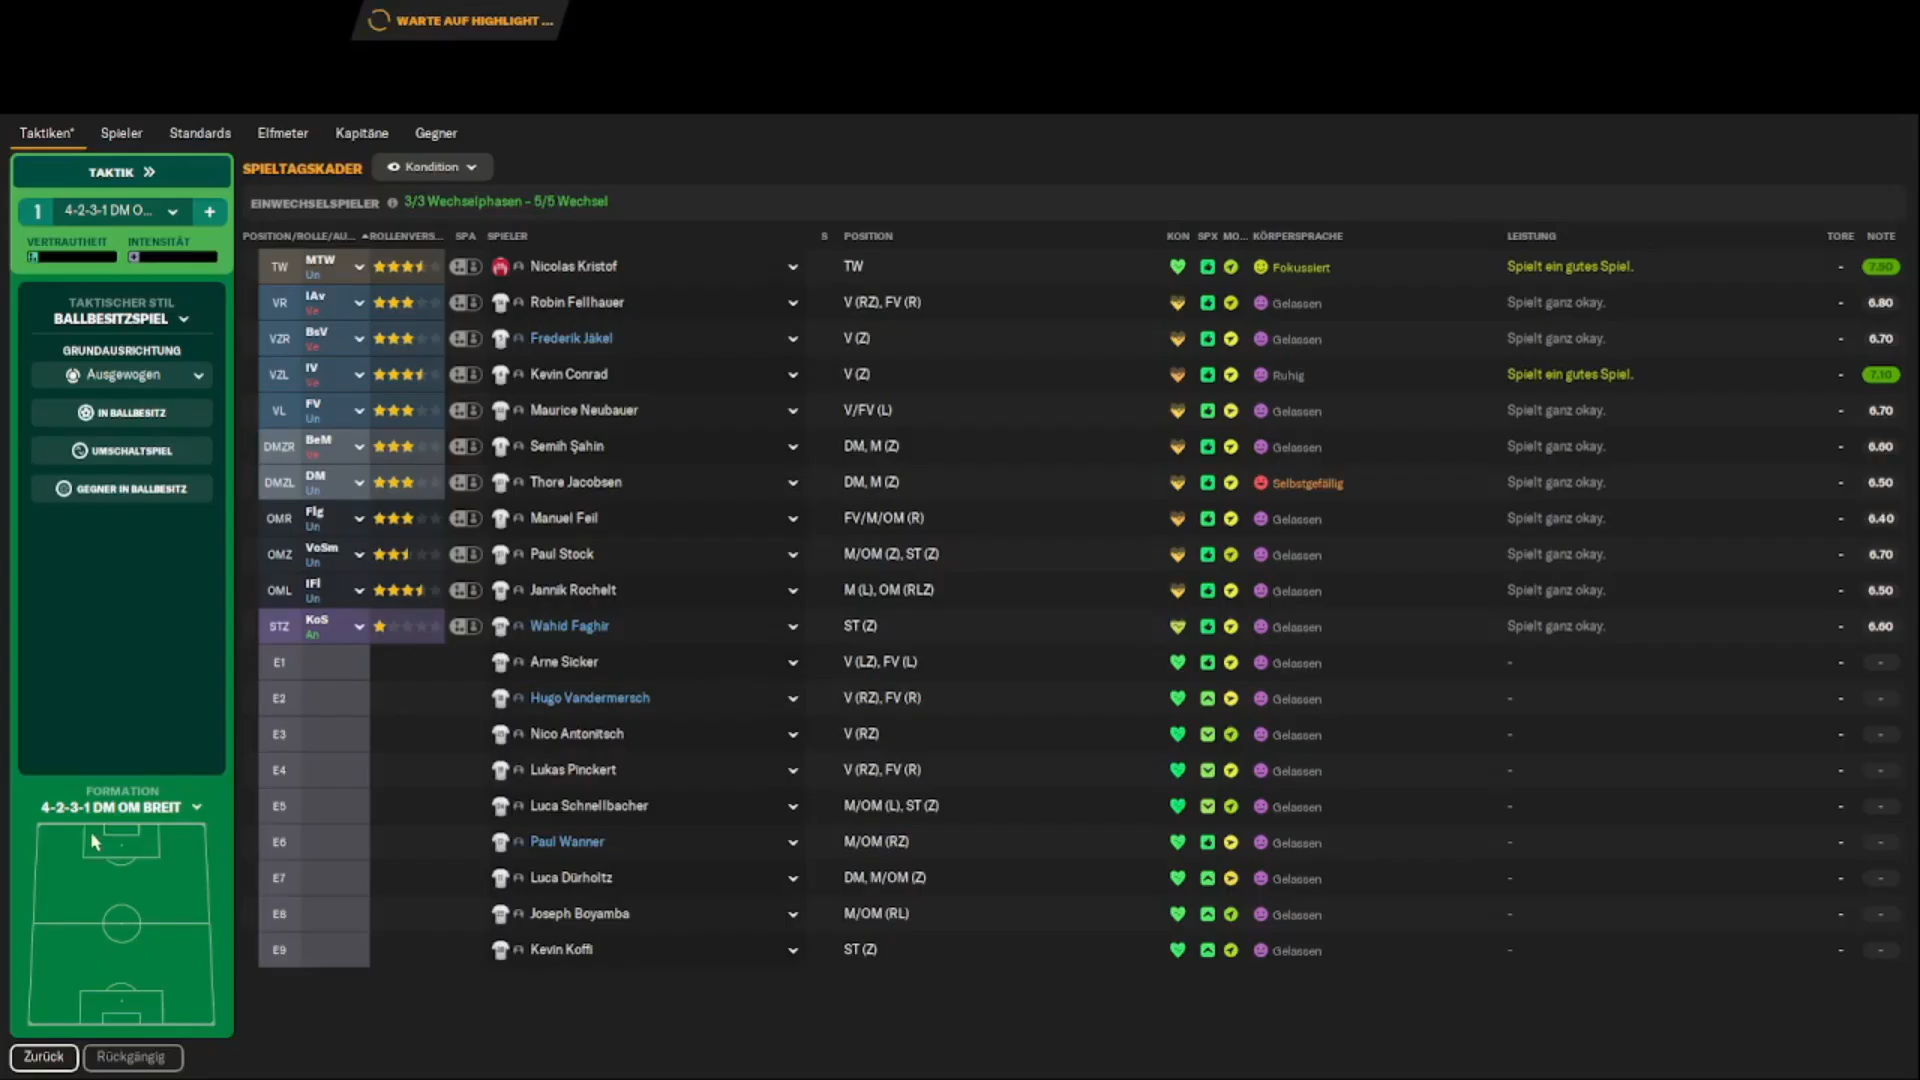 WARTE AUF HIGHLIGHT ...
Taktiken* Spieler Standards Elfmeter Kapitäne Gegner
TAKTIK
1 4-2-3-1 DM O... +
VERTRAUTHEIT INTENSITÄT
TAKTISCHER STIL
BALLBESITZSPIEL
GRUNDAUSRICHTUNG
Ausgewogen
IN BALLBESITZ
UMSCHALTSPIEL
GEGNER IN BALLBESITZ
FORMATION
4-2-3-1 DM OM BREIT
Zurück Rückgängig
SPIELTAGSKADER Kondition
EINWECHSELSPIELER 3/3 Wechselphasen - 5/5 Wechsel
POSITION/ROLLE/AU... ROLLENVERS... SPA SPIELER S POSITION KON SPX MO... KÖRPERSPRACHE LEISTUNG TORE NOTE
TW MTW Un Nicolas Kristof TW Fokussiert Spielt ein gutes Spiel. - 7.50
VR IAv Ve Robin Fellhauer V (RZ), FV (R) Gelassen Spielt ganz okay. - 6.80
VZR BsV Ve Frederik Jäkel V (Z) Gelassen Spielt ganz okay. - 6.70
VZL IV Ve Kevin Conrad V (Z) Ruhig Spielt ein gutes Spiel. - 7.10
VL FV Un Maurice Neubauer V/FV (L) Gelassen Spielt ganz okay. - 6.70
DMZR BeM Ve Semih Şahin DM, M (Z) Gelassen Spielt ganz okay. - 6.60
DMZL DM Un Thore Jacobsen DM, M (Z) Selbstgefällig Spielt ganz okay. - 6.50
OMR Flg Un Manuel Feil FV/M/OM (R) Gelassen Spielt ganz okay. - 6.40
OMZ VoSm Un Paul Stock M/OM (Z), ST (Z) Gelassen Spielt ganz okay. - 6.70
OML IFl Un Jannik Rochelt M (L), OM (RLZ) Gelassen Spielt ganz okay. - 6.50
STZ KoS An Wahid Faghir ST (Z) Gelassen Spielt ganz okay. - 6.60
E1 Arne Sicker V (LZ), FV (L) Gelassen - - -
E2 Hugo Vandermersch V (RZ), FV (R) Gelassen - - -
E3 Nico Antonitsch V (RZ) Gelassen - - -
E4 Lukas Pinckert V (RZ), FV (R) Gelassen - - -
E5 Luca Schnellbacher M/OM (L), ST (Z) Gelassen - - -
E6 Paul Wanner M/OM (RZ) Gelassen - - -
E7 Luca Dürholtz DM, M/OM (Z) Gelassen - - -
E8 Joseph Boyamba M/OM (RL) Gelassen - - -
E9 Kevin Koffi ST (Z) Gelassen - - -